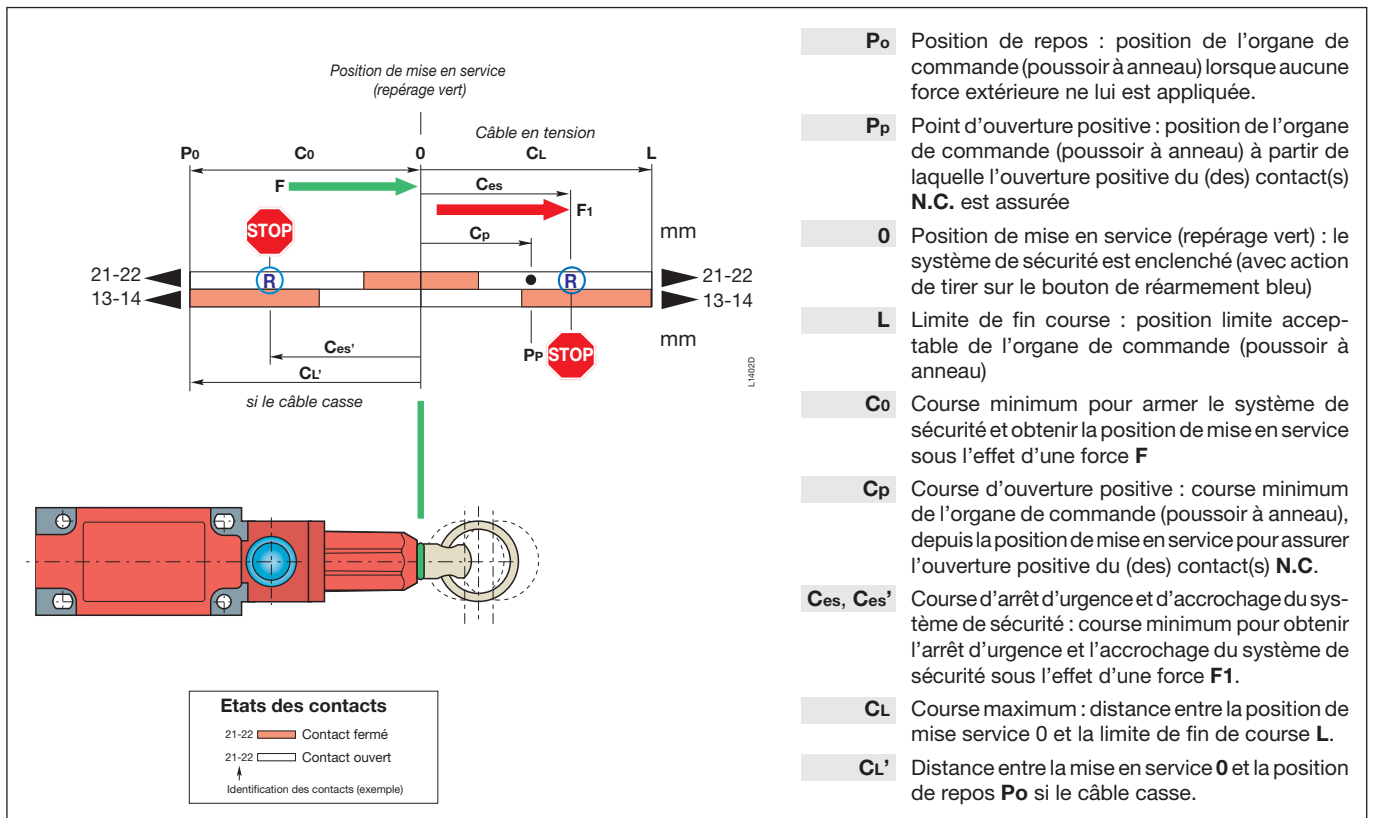 Position de mise en service
(repérage vert)
Câble en tension
P0 C0 0 CL L
F Ces
F1
STOP Cp mm
21-22 R R 21-22
13-14 13-14
Ces' PP STOP mm
CL'
si le câble casse
L1402D
Etats des contacts
21-22 Contact fermé
21-22 Contact ouvert
Identification des contacts (exemple)
Po Position de repos : position de l'organe de
commande (poussoir à anneau) lorsque aucune
force extérieure ne lui est appliquée.
Pp Point d'ouverture positive : position de l'organe
de commande (poussoir à anneau) à partir de
laquelle l'ouverture positive du (des) contact(s)
N.C. est assurée
0 Position de mise en service (repérage vert) : le
système de sécurité est enclenché (avec action
de tirer sur le bouton de réarmement bleu)
L Limite de fin course : position limite accep-
table de l'organe de commande (poussoir à
anneau)
C0 Course minimum pour armer le système de
sécurité et obtenir la position de mise en service
sous l'effet d'une force F
Cp Course d'ouverture positive : course minimum
de l'organe de commande (poussoir à anneau),
depuis la position de mise en service pour assurer
l'ouverture positive du (des) contact(s) N.C.
Ces, Ces' Course d'arrêt d'urgence et d'accrochage du sys-
tème de sécurité : course minimum pour obtenir
l'arrêt d'urgence et l'accrochage du système de
sécurité sous l'effet d'une force F1.
CL Course maximum : distance entre la position de
mise service 0 et la limite de fin de course L.
CL' Distance entre la mise en service 0 et la position
de repos Po si le câble casse.